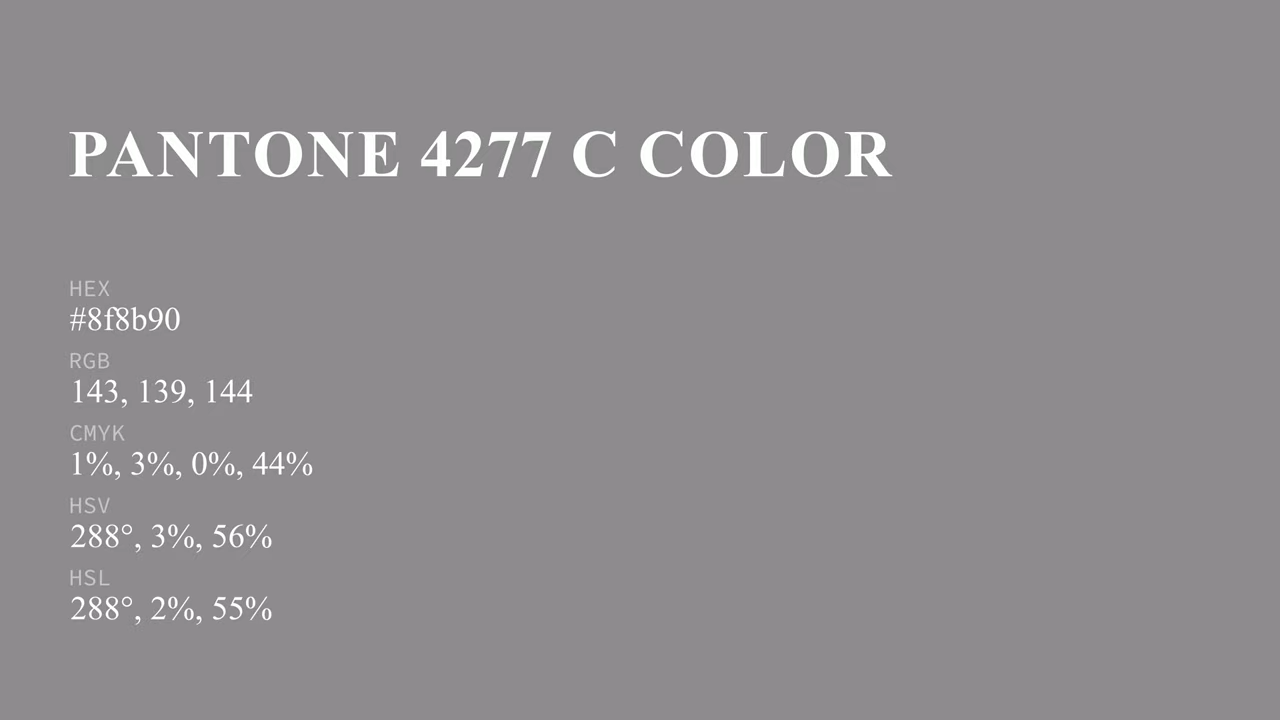 PANTONE 4277 C COLOR
HEX
#8f8b90
RGB
143, 139, 144
CMYK
1%, 3%, 0%, 44%
HSV
288°, 3%, 56%
HSL
288°, 2%, 55%